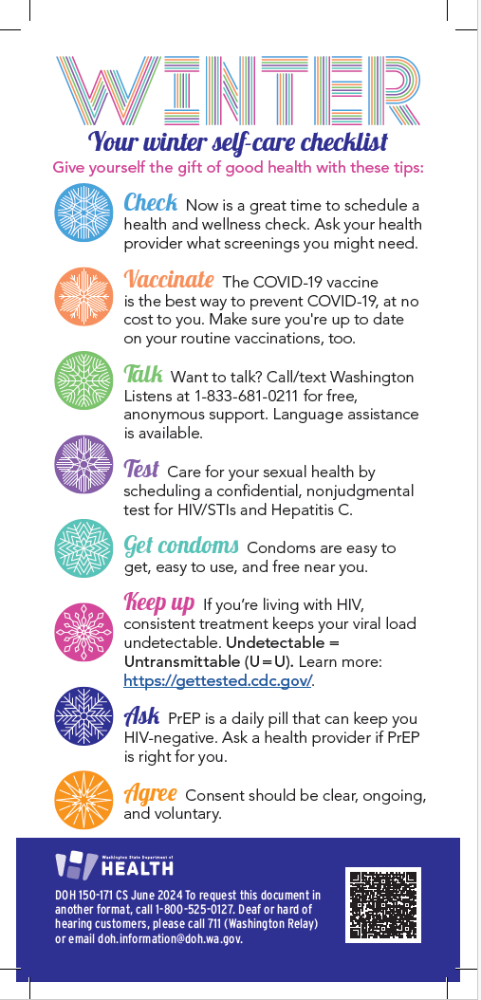 WINTER
Your winter self-care checklist
Give yourself the gift of good health with these tips:
Check Now is a great time to schedule a
health and wellness check. Ask your health
provider what screenings you might need.
Vaccinate The COVID-19 vaccine
is the best way to prevent COVID-19, at no
cost to you. Make sure you're up to date
on your routine vaccinations, too.
Talk Want to talk? Call/text Washington
Listens at 1-833-681-0211 for free,
anonymous support. Language assistance
is available.
Test Care for your sexual health by
scheduling a confidential, nonjudgmental
test for HIV/STIs and Hepatitis C.
Get condoms Condoms are easy to
get, easy to use, and free near you.
Keep up If you’re living with HIV,
consistent treatment keeps your viral load
undetectable. Undetectable =
Untransmittable (U=U). Learn more:
https://gettested.cdc.gov/.
Ask PrEP is a daily pill that can keep you
HIV-negative. Ask a health provider if PrEP
is right for you.
Agree Consent should be clear, ongoing,
and voluntary.
Washington State Department of
HEALTH
DOH 150-171 CS June 2024 To request this document in
another format, call 1-800-525-0127. Deaf or hard of
hearing customers, please call 711 (Washington Relay)
or email doh.information@doh.wa.gov.